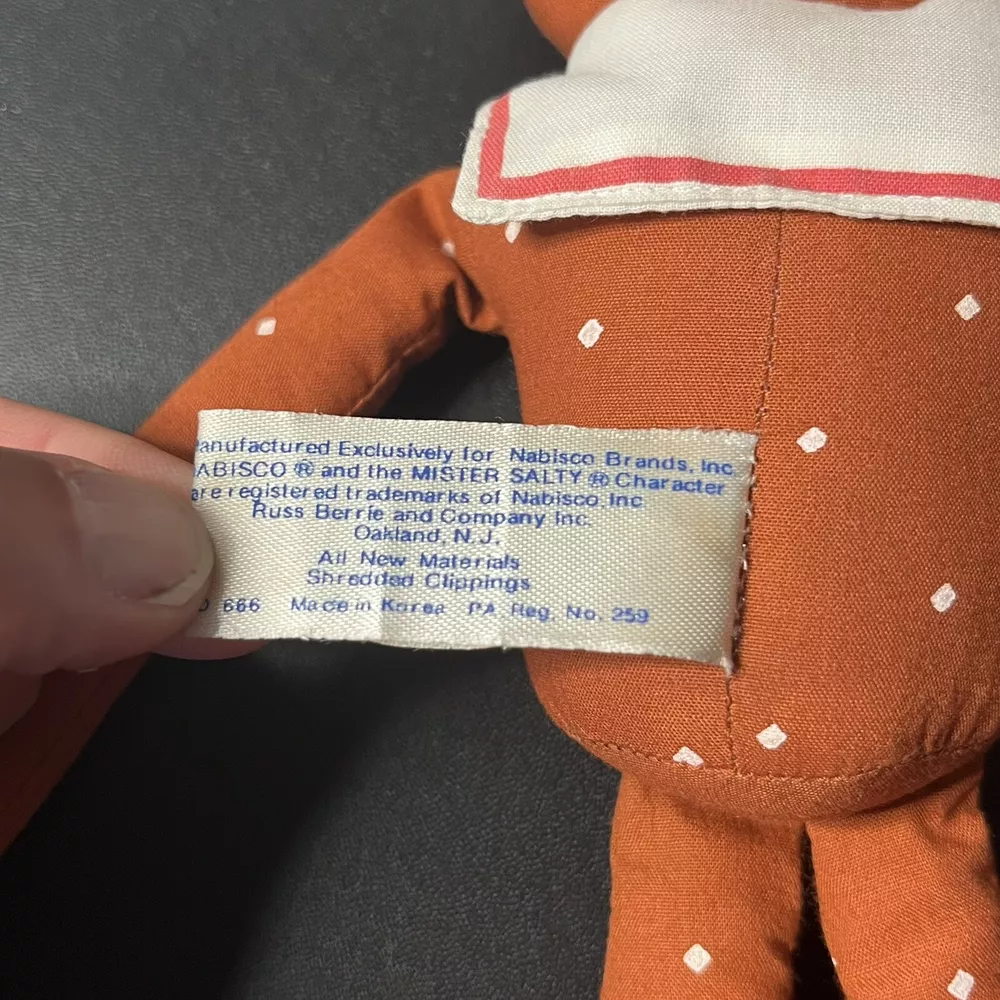 anufactured Exclusively for Nabisco Brands, Inc
ABISCO ® and the MISTER SALTY ® Character
are registered trademarks of Nabisco, Inc
Russ Berrie and Company Inc.
Oakland, N.J.
All New Materials
Shredded Clippings
O 686 Made in Korea PA Reg. No. 259